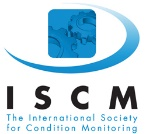 ISCM
The International Society
for Condition Monitoring